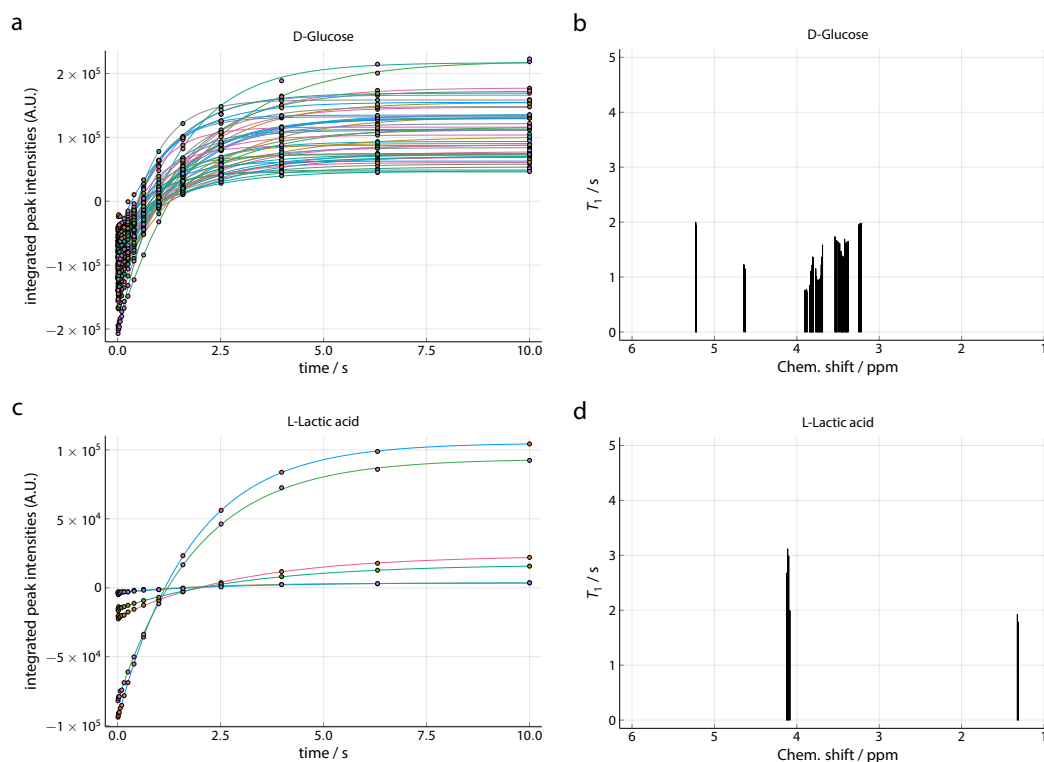 a
D-Glucose
integrated peak intensities (A.U.)
2 × 10⁵
1 × 10⁵
0
−1 × 10⁵
−2 × 10⁵
0.0 2.5 5.0 7.5 10.0
time / s
b
D-Glucose
T₁ / s
5
4
3
2
1
0
6 5 4 3 2 1
Chem. shift / ppm
c
L-Lactic acid
integrated peak intensities (A.U.)
1 × 10⁵
5 × 10⁴
0
−5 × 10⁴
−1 × 10⁵
0.0 2.5 5.0 7.5 10.0
time / s
d
L-Lactic acid
T₁ / s
5
4
3
2
1
0
6 5 4 3 2 1
Chem. shift / ppm